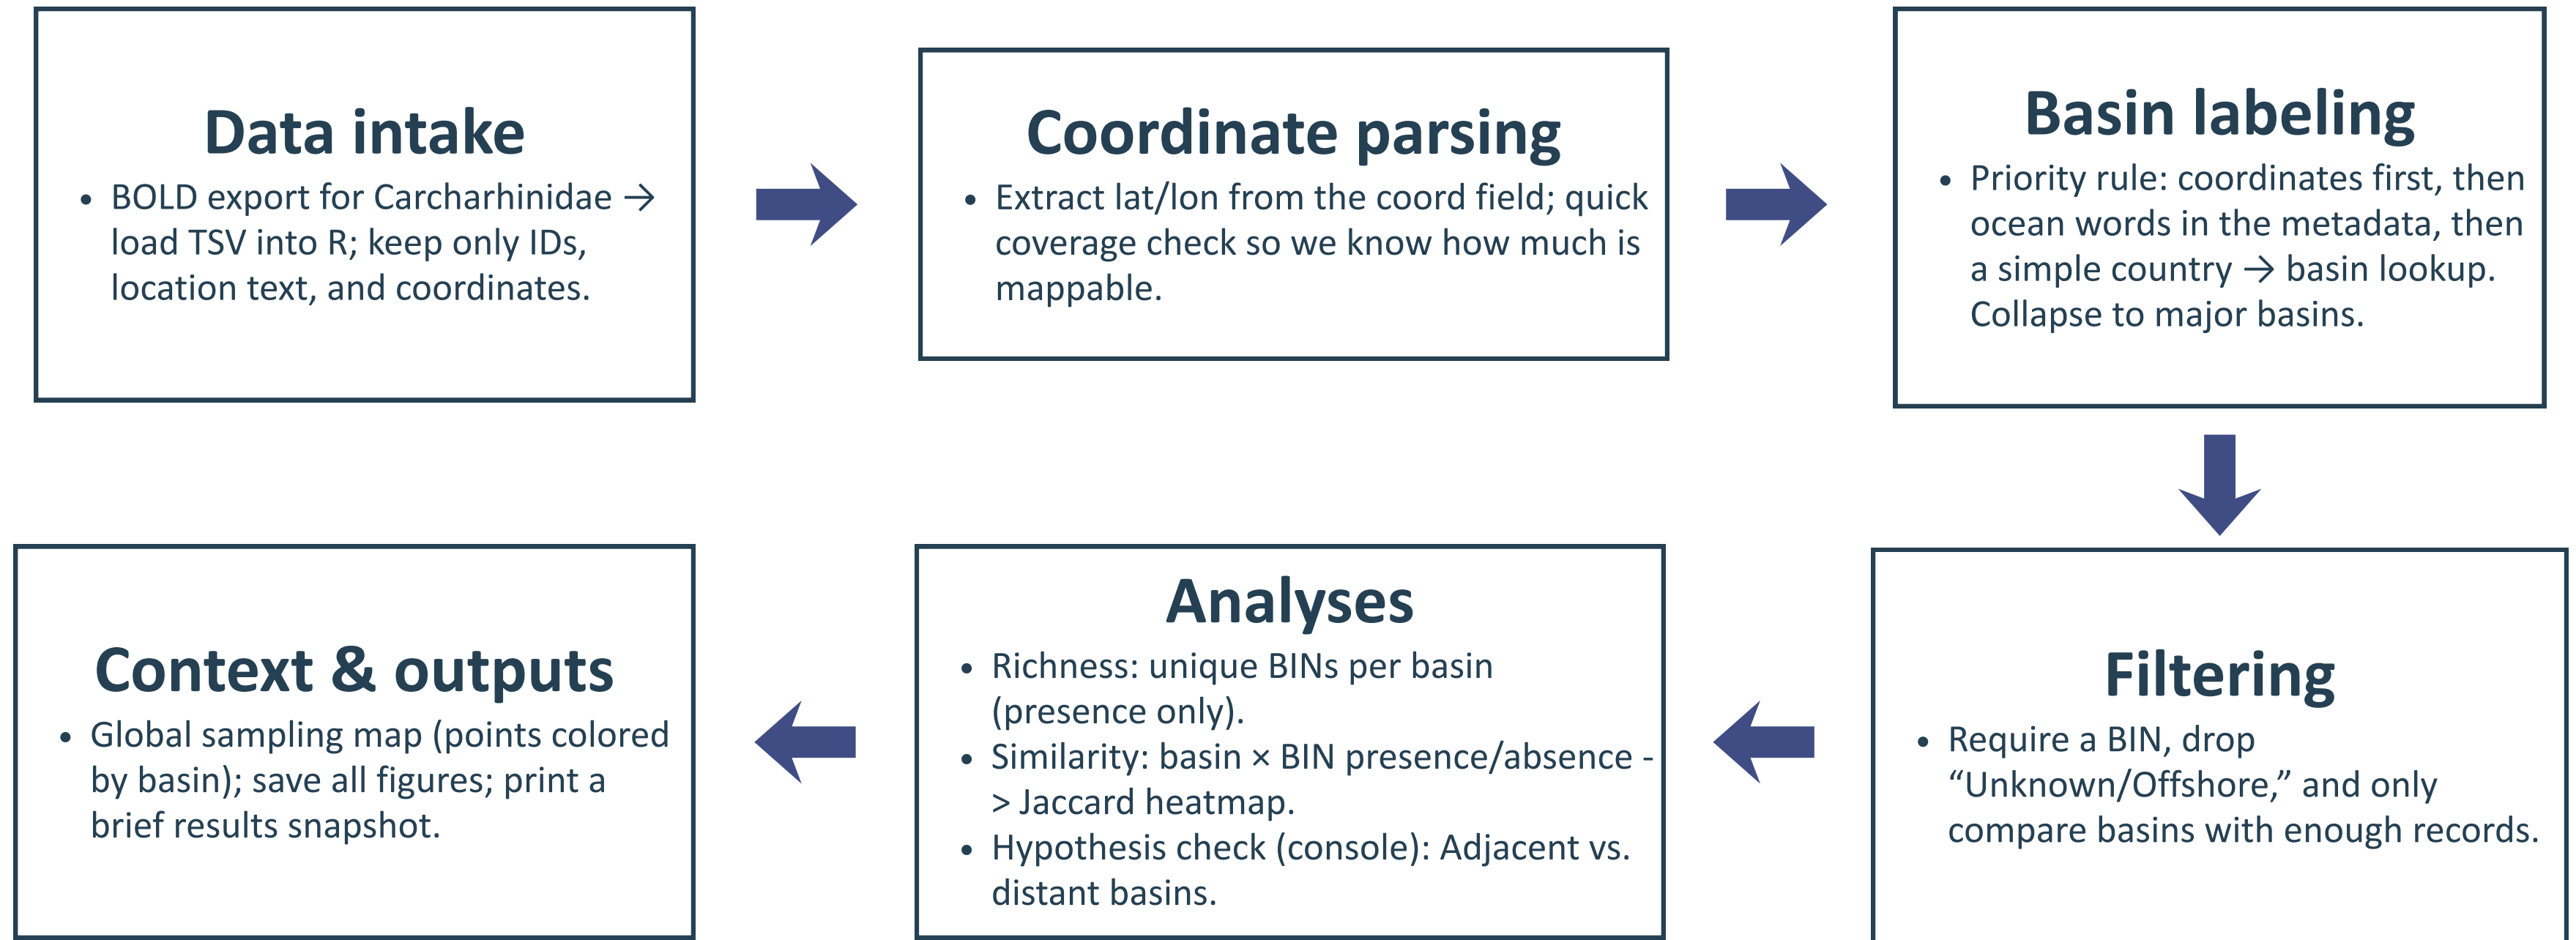 Data intake
• BOLD export for Carcharhinidae →
load TSV into R; keep only IDs,
location text, and coordinates.
Coordinate parsing
• Extract lat/lon from the coord field; quick
coverage check so we know how much is
mappable.
Basin labeling
• Priority rule: coordinates first, then
ocean words in the metadata, then
a simple country → basin lookup.
Collapse to major basins.
Filtering
• Require a BIN, drop
“Unknown/Offshore,” and only
compare basins with enough records.
Analyses
• Richness: unique BINs per basin
(presence only).
• Similarity: basin × BIN presence/absence -
> Jaccard heatmap.
• Hypothesis check (console): Adjacent vs.
distant basins.
Context & outputs
• Global sampling map (points colored
by basin); save all figures; print a
brief results snapshot.